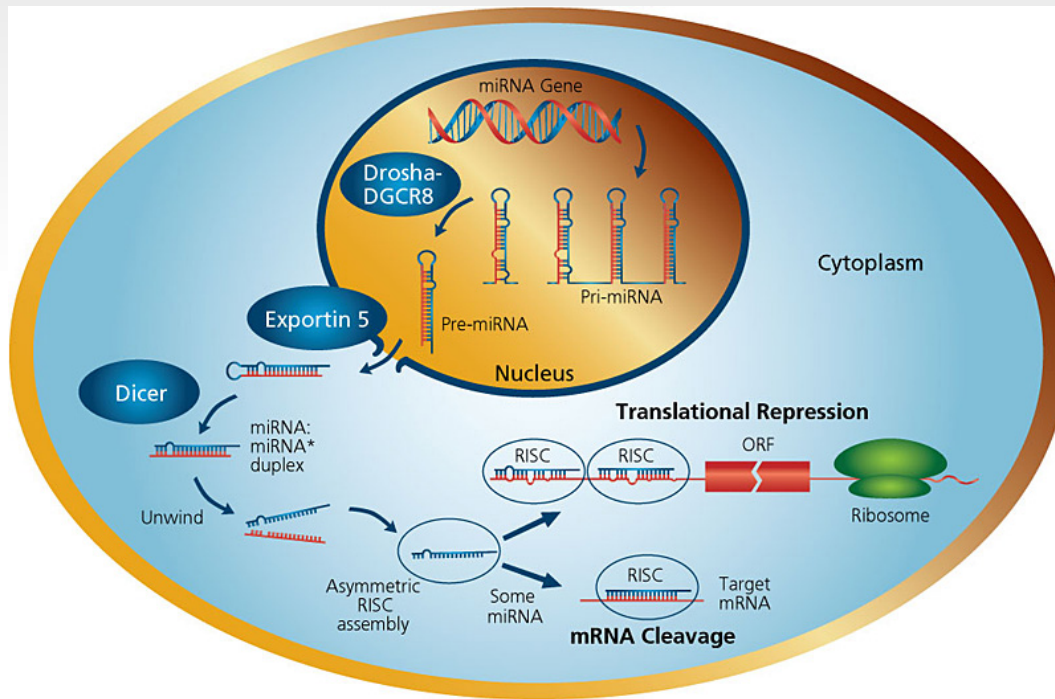 miRNA Gene
Drosha-
DGCR8
Pri-miRNA
Cytoplasm
Exportin 5
Pre-miRNA
Nucleus
Dicer
miRNA:
miRNA*
duplex
Translational Repression
RISC
RISC
ORF
Unwind
Ribosome
Asymmetric
RISC
assembly
Some
miRNA
RISC
Target
mRNA
mRNA Cleavage